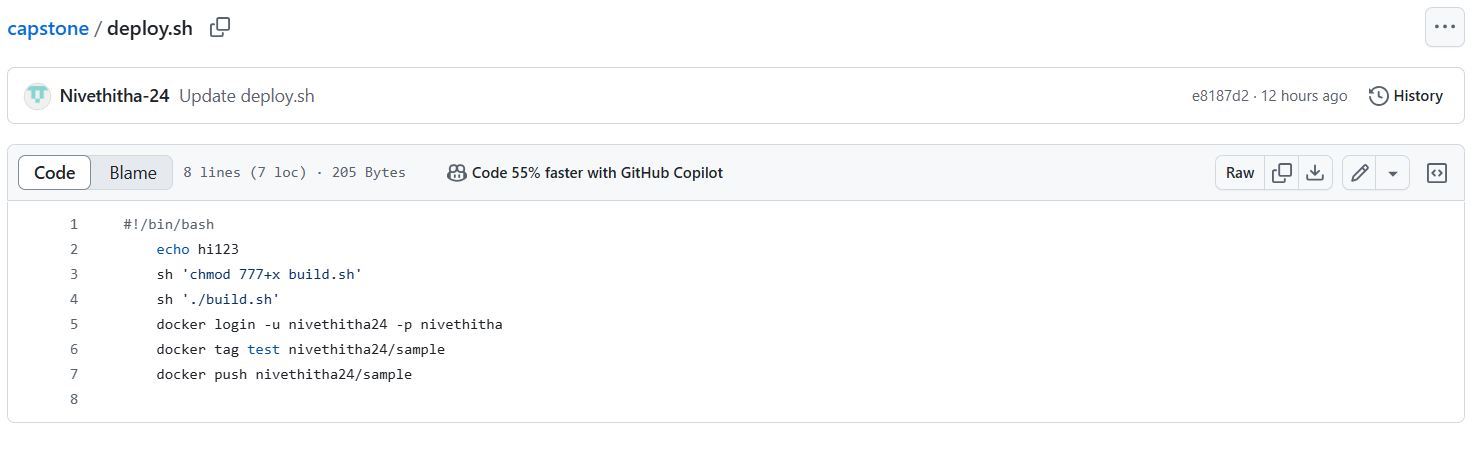 capstone / deploy.sh
Nivethitha-24 Update deploy.sh e8187d2 · 12 hours ago History
Code Blame 8 lines (7 loc) · 205 Bytes Code 55% faster with GitHub Copilot Raw
1 #!/bin/bash
2 echo hi123
3 sh 'chmod 777+x build.sh'
4 sh './build.sh'
5 docker login -u nivethitha24 -p nivethitha
6 docker tag test nivethitha24/sample
7 docker push nivethitha24/sample
8